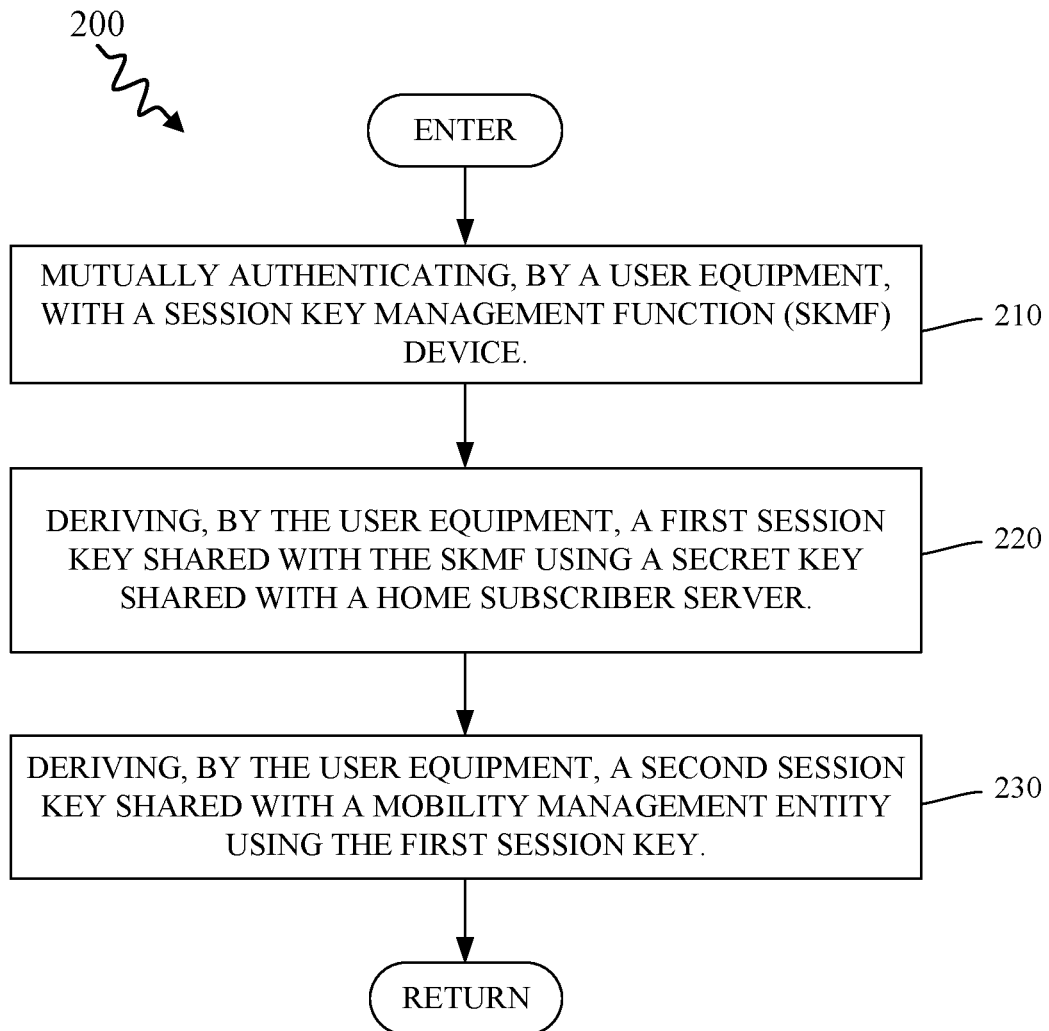 200
ENTER
MUTUALLY AUTHENTICATING, BY A USER EQUIPMENT,
WITH A SESSION KEY MANAGEMENT FUNCTION (SKMF)
DEVICE.
210
DERIVING, BY THE USER EQUIPMENT, A FIRST SESSION
KEY SHARED WITH THE SKMF USING A SECRET KEY
SHARED WITH A HOME SUBSCRIBER SERVER.
220
DERIVING, BY THE USER EQUIPMENT, A SECOND SESSION
KEY SHARED WITH A MOBILITY MANAGEMENT ENTITY
USING THE FIRST SESSION KEY.
230
RETURN